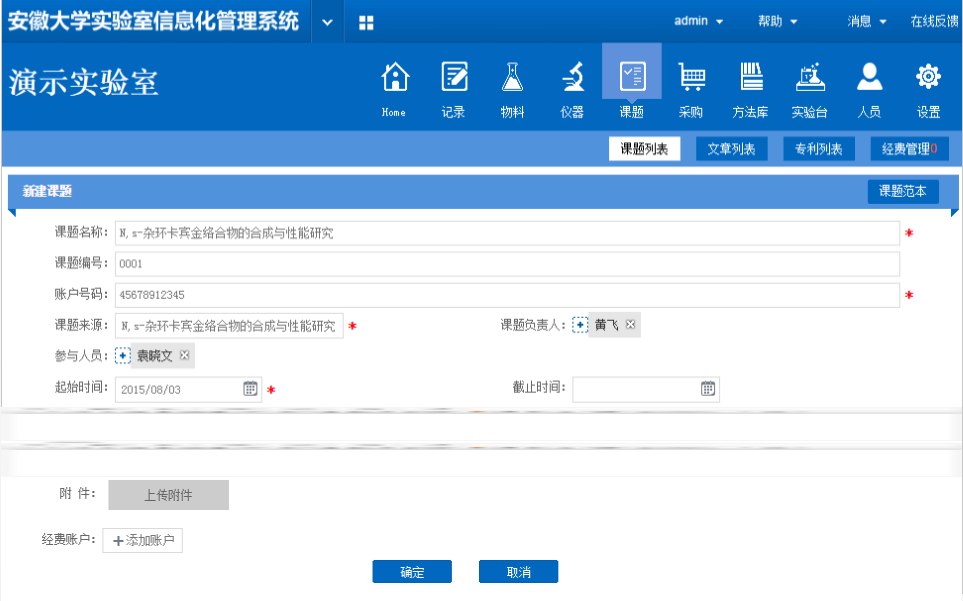 安徽大学实验室信息化管理系统 admin 帮助 消息 在线反馈
演示实验室
Home 记录 物料 仪器 课题 采购 方法库 实验台 人员 设置
课题列表 文章列表 专利列表 经费管理0
新建课题 课题范本
课题名称: N,s-杂环卡宾金络合物的合成与性能研究 *
课题编号: 0001
账户号码: 45678912345 *
课题来源: N,s-杂环卡宾金络合物的合成与性能研究 * 课题负责人: 黄飞
参与人员: 袁晓文
起始时间: 2015/08/03 * 截止时间:
附 件: 上传附件
经费账户: +添加账户
确定 取消